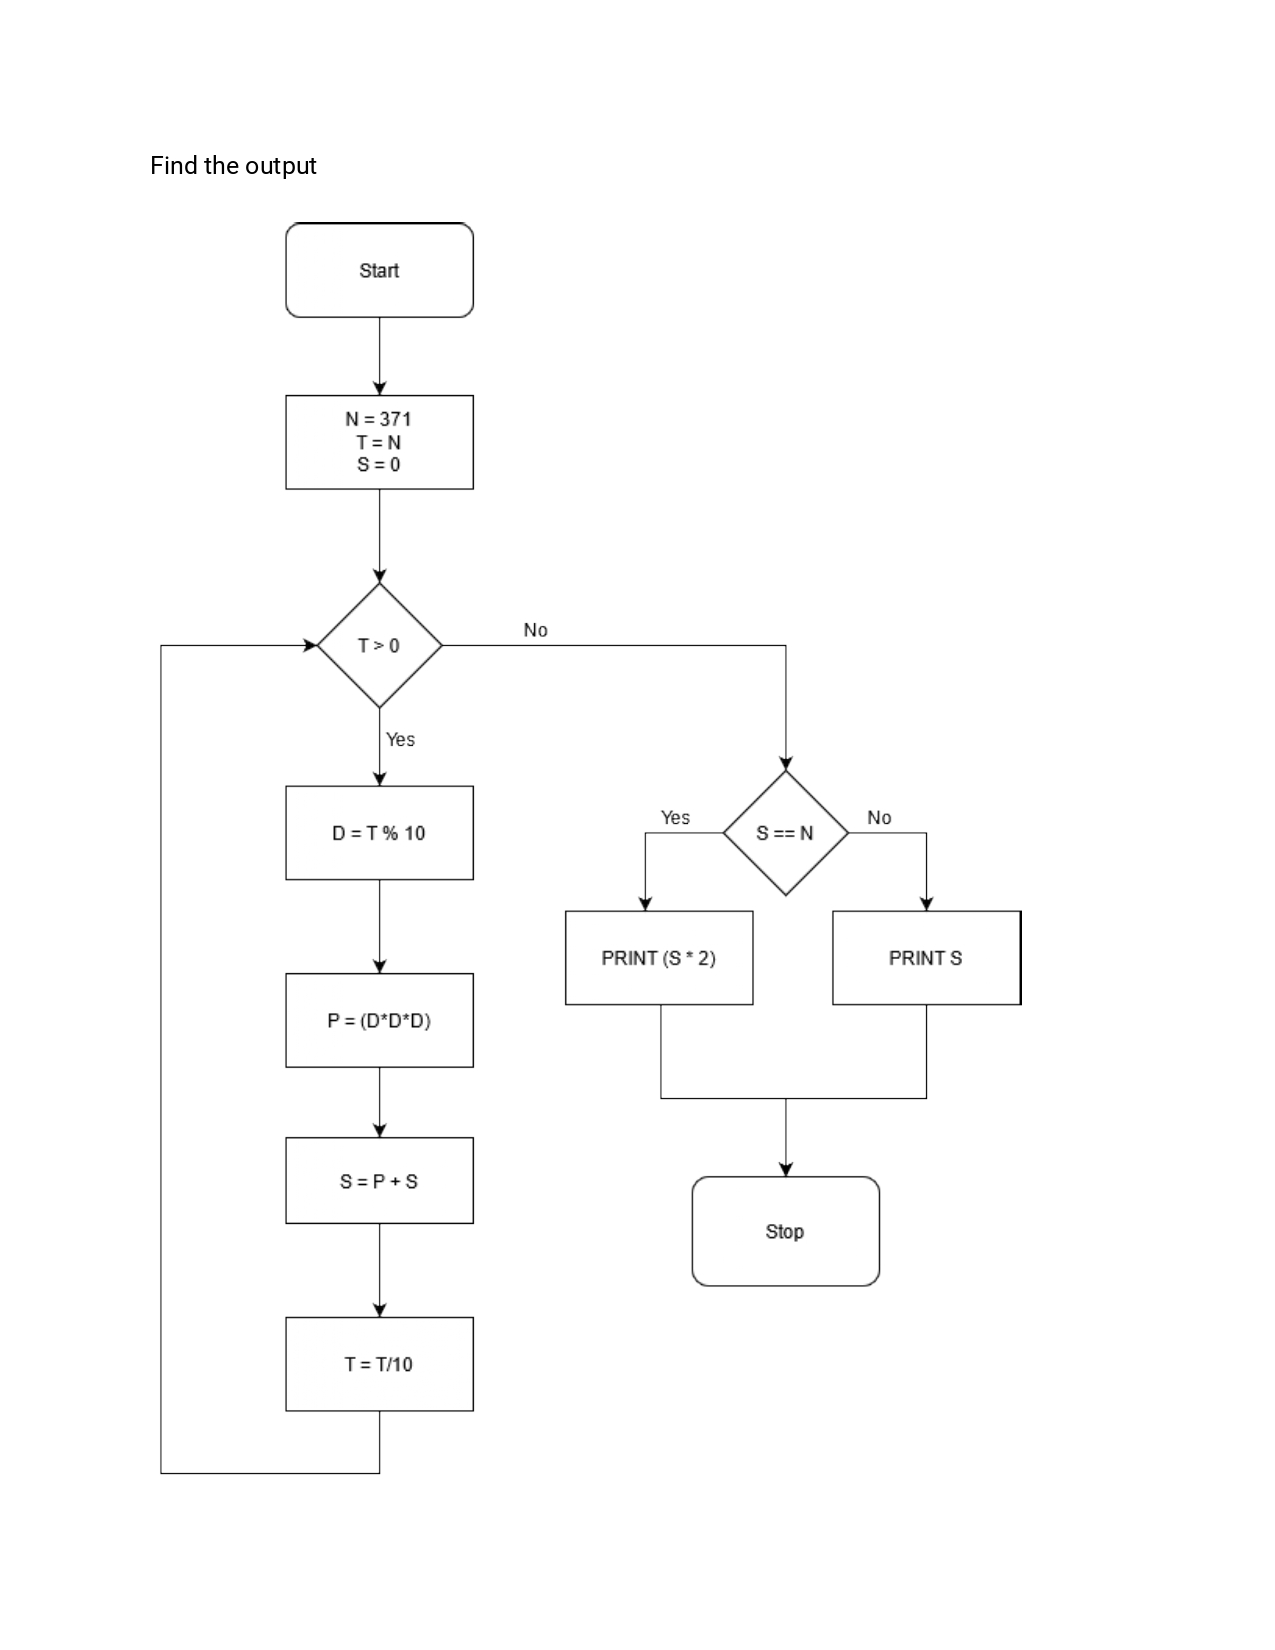 Find the output
Start
N = 371
T = N
S = 0
T > 0
No
Yes
D = T % 10
P = (D*D*D)
S = P + S
T = T/10
S == N
Yes
No
PRINT (S * 2)
PRINT S
Stop